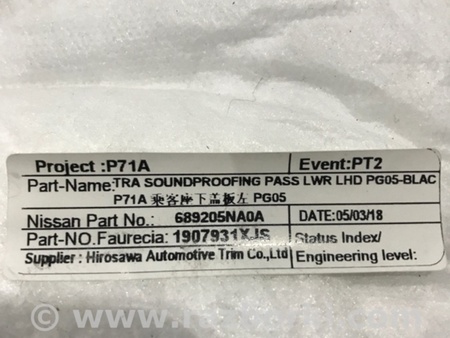 Project :P71A Event:PT2
Part-Name:TRA SOUNDPROOFING PASS LWR LHD PG05-BLAC
P71A 乘客座下盖板左 PG05
Nissan Part No.: 689205NA0A DATE:05/03/18
Part-NO.Faurecia: 1907931XJS Status Index/
Supplier : Hirosawa Automotive Trim Co.,Ltd Engineering level: